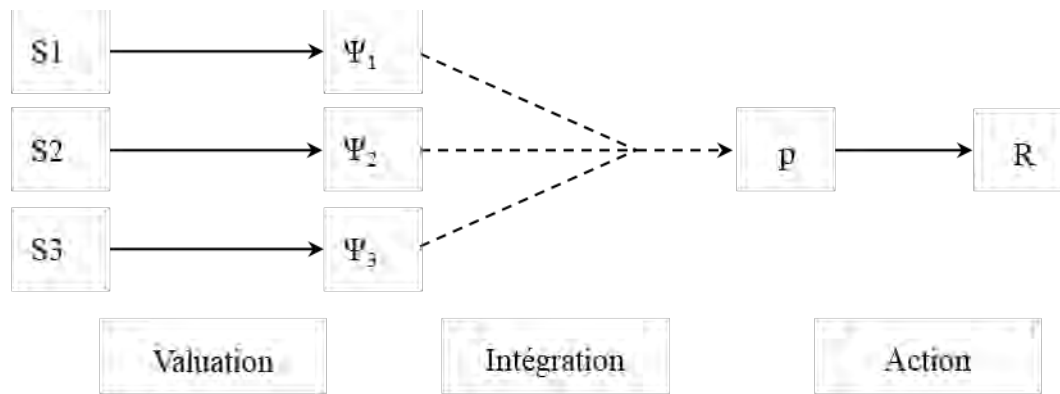 S1 Ψ₁
S2 Ψ₂ p R
S3 Ψ₃
Valuation Intégration Action